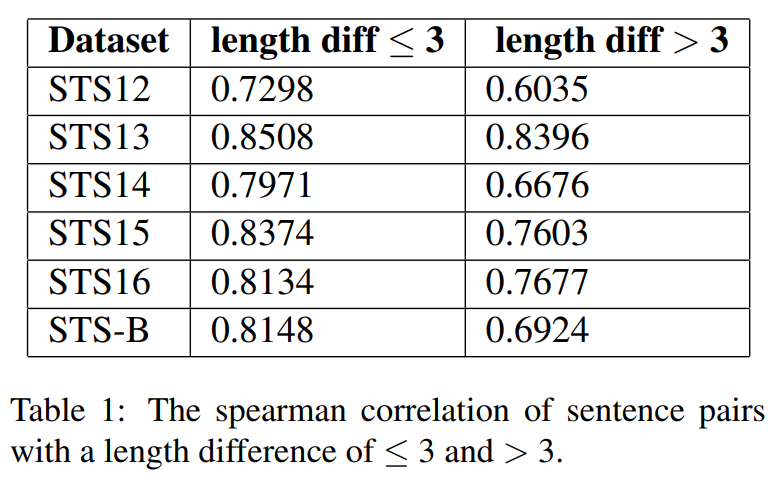 Dataset length diff ≤ 3 length diff > 3
STS12 0.7298 0.6035
STS13 0.8508 0.8396
STS14 0.7971 0.6676
STS15 0.8374 0.7603
STS16 0.8134 0.7677
STS-B 0.8148 0.6924
Table 1: The spearman correlation of sentence pairs
with a length difference of ≤ 3 and > 3.